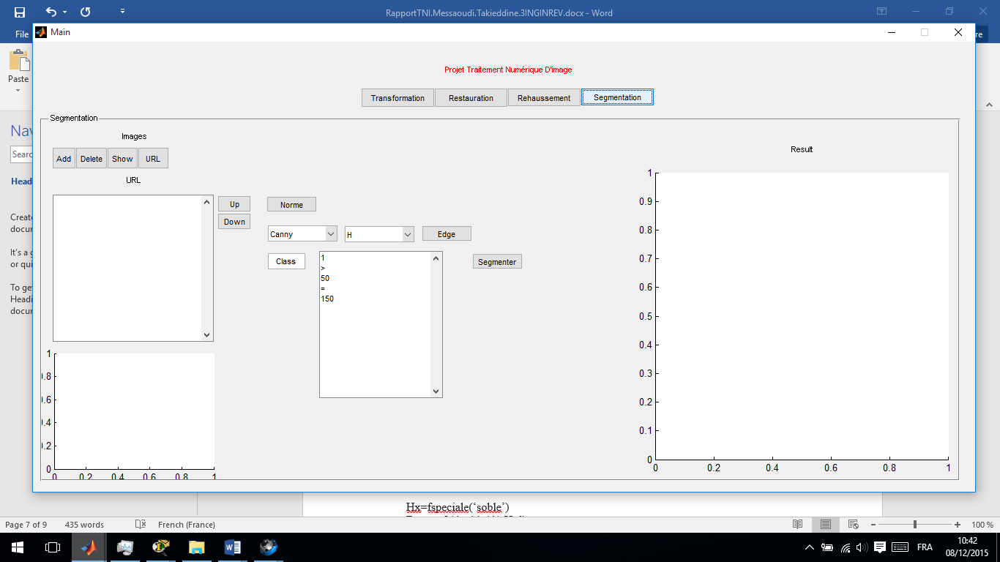 RapportTNI.Messaoudi.Takieddine.3INGINREV.docx - Word
File
Main
re
Paste
Projet Traitement Numérique D'image
Transformation Restauration Rehaussement Segmentation
Segmentation
Nav
Searc
Head
Create
docum
It's a g
or qui
To get
Headi
docum
Images
Add Delete Show URL
URL
Up
Down
Norme
Canny H Edge
Class
1
>
50
=
150
Segmenter
Result
1
0.9
0.8
0.7
0.6
0.5
0.4
0.3
0.2
0.1
0
0 0.2 0.4 0.6 0.8 1
1
0.8
0.6
0.4
0.2
0
0 0.2 0.4 0.6 0.8 1
Hx=fspeciale(‘soble’)
Page 7 of 9 435 words French (France) 100 %
FRA
10:42
08/12/2015